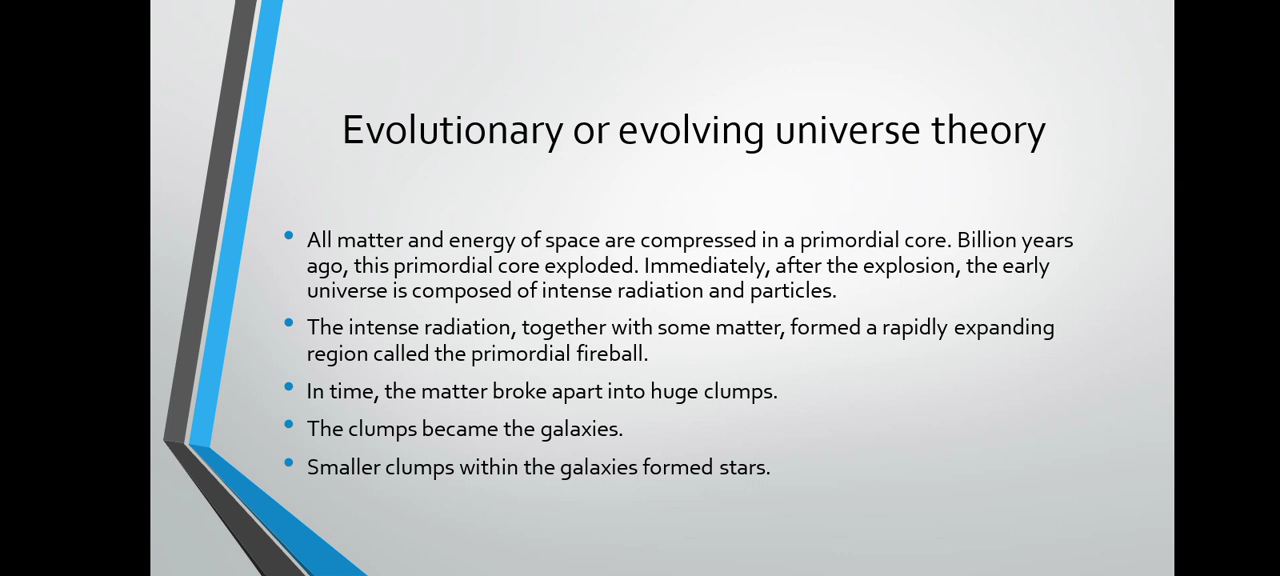 Evolutionary or evolving universe theory
All matter and energy of space are compressed in a primordial core. Billion years
ago, this primordial core exploded. Immediately, after the explosion, the early
universe is composed of intense radiation and particles.
The intense radiation, together with some matter, formed a rapidly expanding
region called the primordial fireball.
In time, the matter broke apart into huge clumps.
The clumps became the galaxies.
Smaller clumps within the galaxies formed stars.